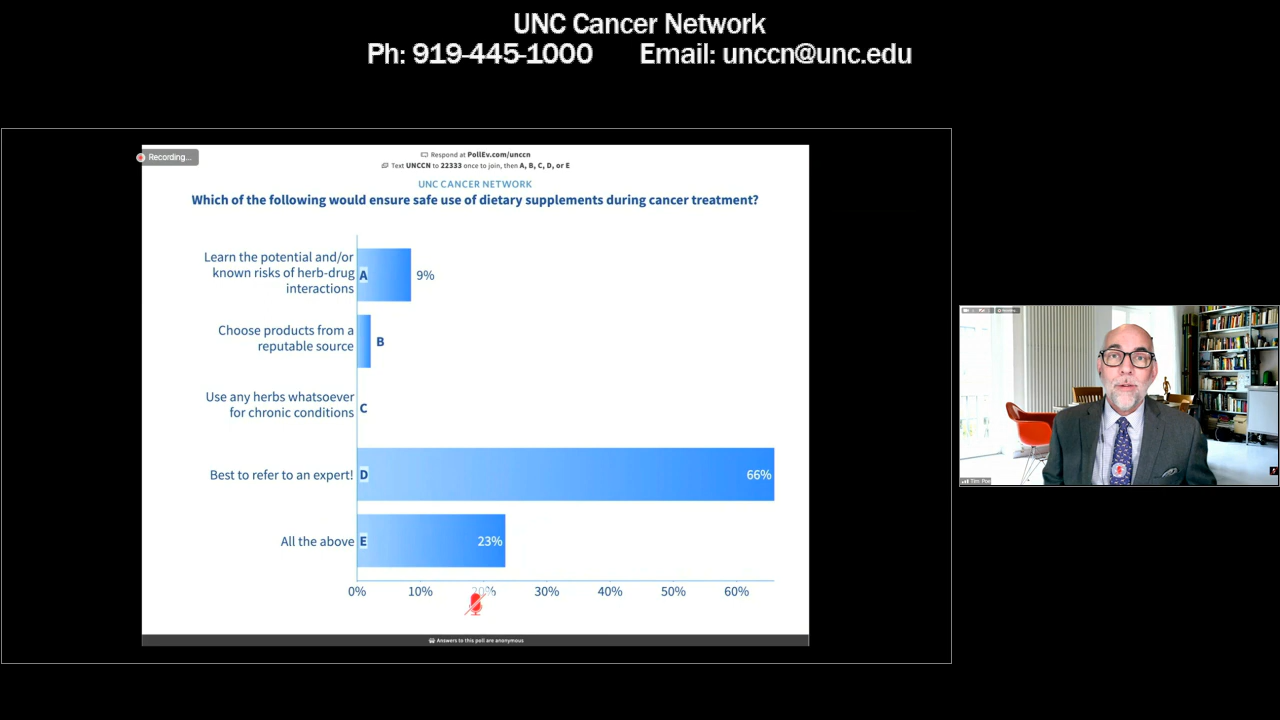 UNC Cancer Network
Ph: 919-445-1000 Email: unccn@unc.edu
Recording...
Respond at PollEv.com/unccn
Text UNCCN to 22333 once to join, then A, B, C, D, or E
UNC CANCER NETWORK
Which of the following would ensure safe use of dietary supplements during cancer treatment?
Learn the potential and/or
known risks of herb-drug
interactions
A
9%
Choose products from a
reputable source
B
Use any herbs whatsoever
for chronic conditions
C
Best to refer to an expert!
D
66%
All the above
E
23%
0% 10% 20% 30% 40% 50% 60%
Answers to this poll are anonymous
Tim Poe